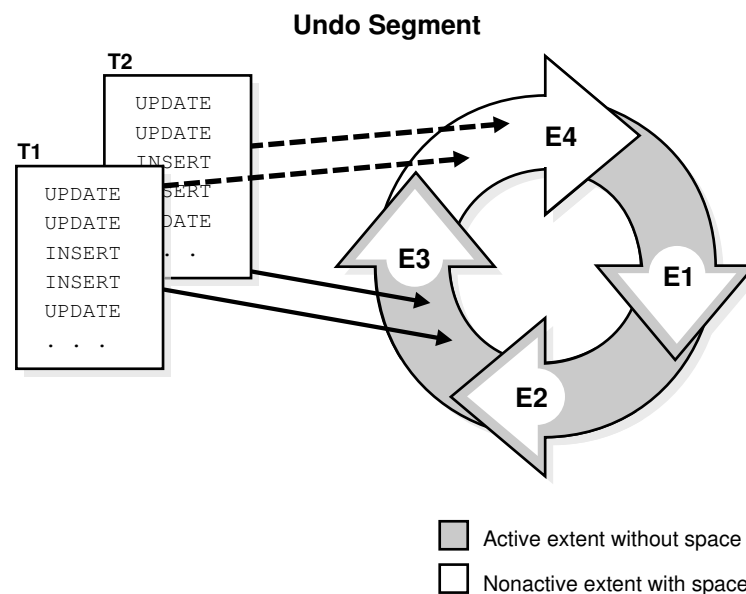 Undo Segment
T2
UPDATE
UPDATE
INSERT
T1
UPDATE
UPDATE
INSERT
INSERT
UPDATE
. . .
. .
E4
E3
E1
E2
Active extent without space
Nonactive extent with space